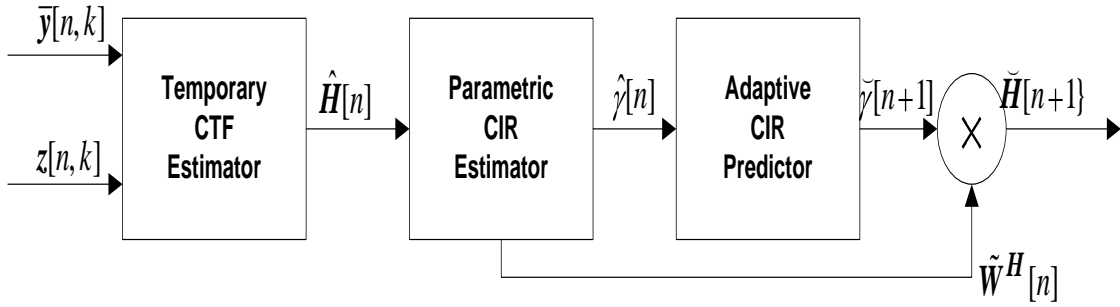 ȳ[n,k]
z[n,k]
Temporary
CTF
Estimator
Ĥ[n]
Parametric
CIR
Estimator
γ̂[n]
Adaptive
CIR
Predictor
γ̆[n+1]
×
H̆[n+1}
W̃ᴴ[n]